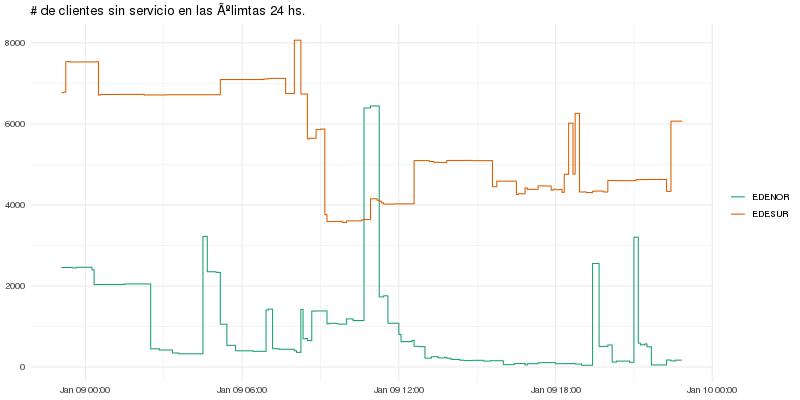 # de clientes sin servicio en las Ãºlimtas 24 hs.
8000
6000
4000
2000
0
Jan 09 00:00
Jan 09 06:00
Jan 09 12:00
Jan 09 18:00
Jan 10 00:00
EDENOR
EDESUR